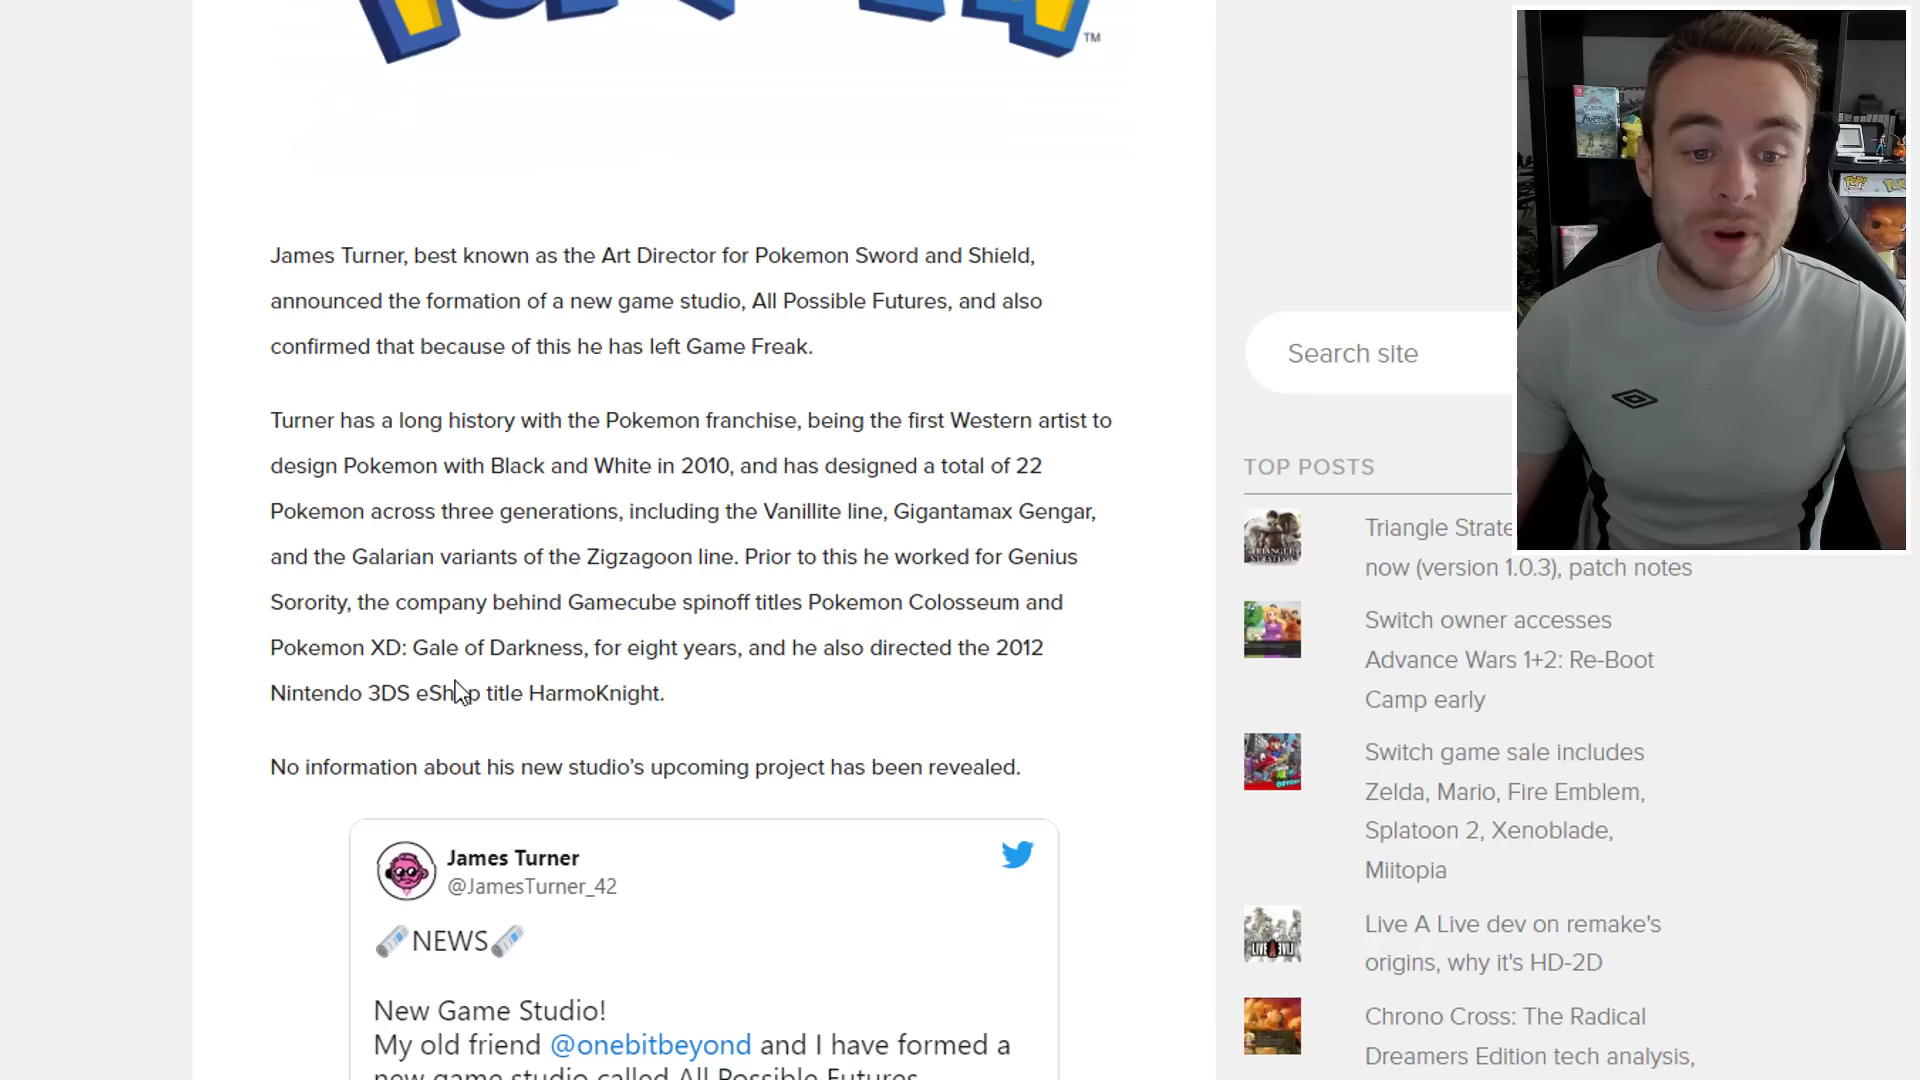 TM
James Turner, best known as the Art Director for Pokemon Sword and Shield,
announced the formation of a new game studio, All Possible Futures, and also
confirmed that because of this he has left Game Freak.
Turner has a long history with the Pokemon franchise, being the first Western artist to
design Pokemon with Black and White in 2010, and has designed a total of 22
Pokemon across three generations, including the Vanillite line, Gigantamax Gengar,
and the Galarian variants of the Zigzagoon line. Prior to this he worked for Genius
Sorority, the company behind Gamecube spinoff titles Pokemon Colosseum and
Pokemon XD: Gale of Darkness, for eight years, and he also directed the 2012
Nintendo 3DS eShop title HarmoKnight.
No information about his new studio’s upcoming project has been revealed.
James Turner
@JamesTurner_42
NEWS
New Game Studio!
My old friend @onebitbeyond and I have formed a
new game studio called All Possible Futures
Search site
TOP POSTS
Triangle Strate
now (version 1.0.3), patch notes
Switch owner accesses
Advance Wars 1+2: Re-Boot
Camp early
Switch game sale includes
Zelda, Mario, Fire Emblem,
Splatoon 2, Xenoblade,
Miitopia
Live A Live dev on remake's
origins, why it's HD-2D
Chrono Cross: The Radical
Dreamers Edition tech analysis,
TRIANGLE
STRATEGY
LIVE A LIVE
ARCEUS
POP!